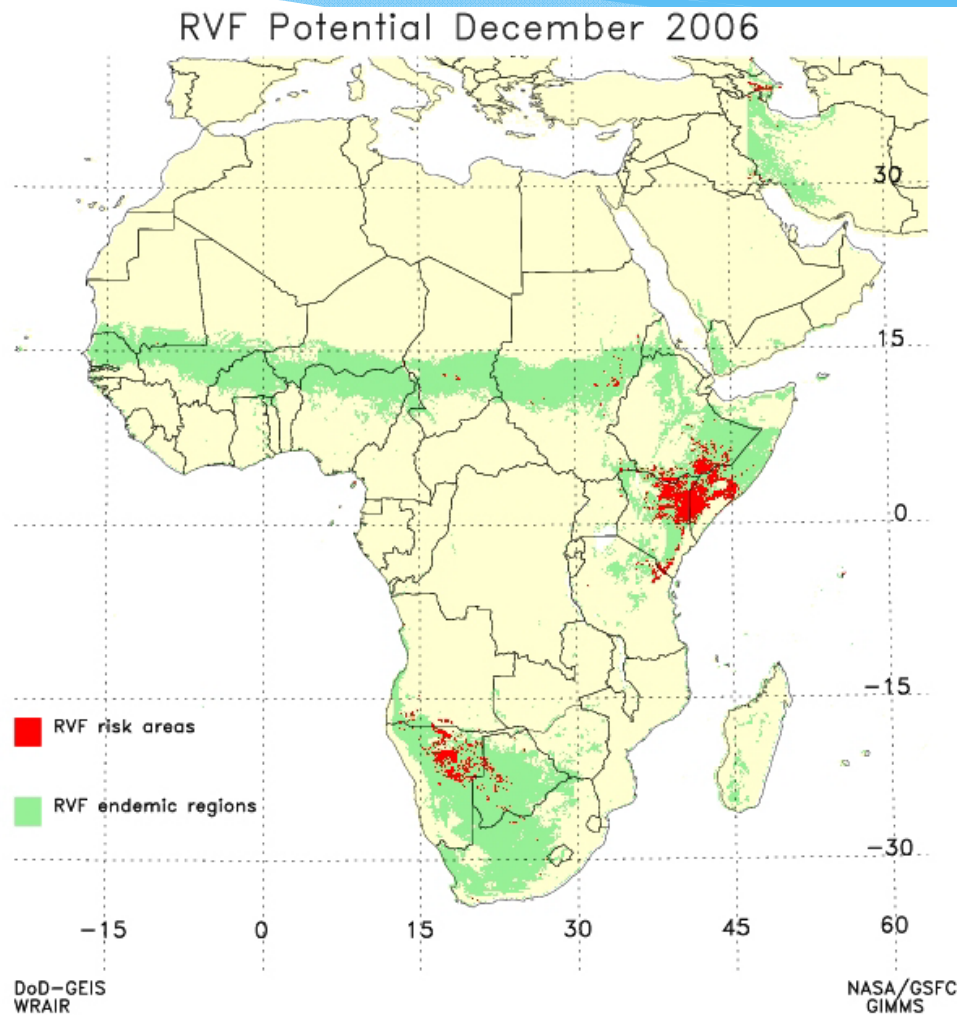 RVF Potential December 2006
30
15
0
-15
RVF risk areas
RVF endemic regions
-30
-15 0 15 30 45 60
DoD-GEIS
WRAIR
NASA/GSFC
GIMMS